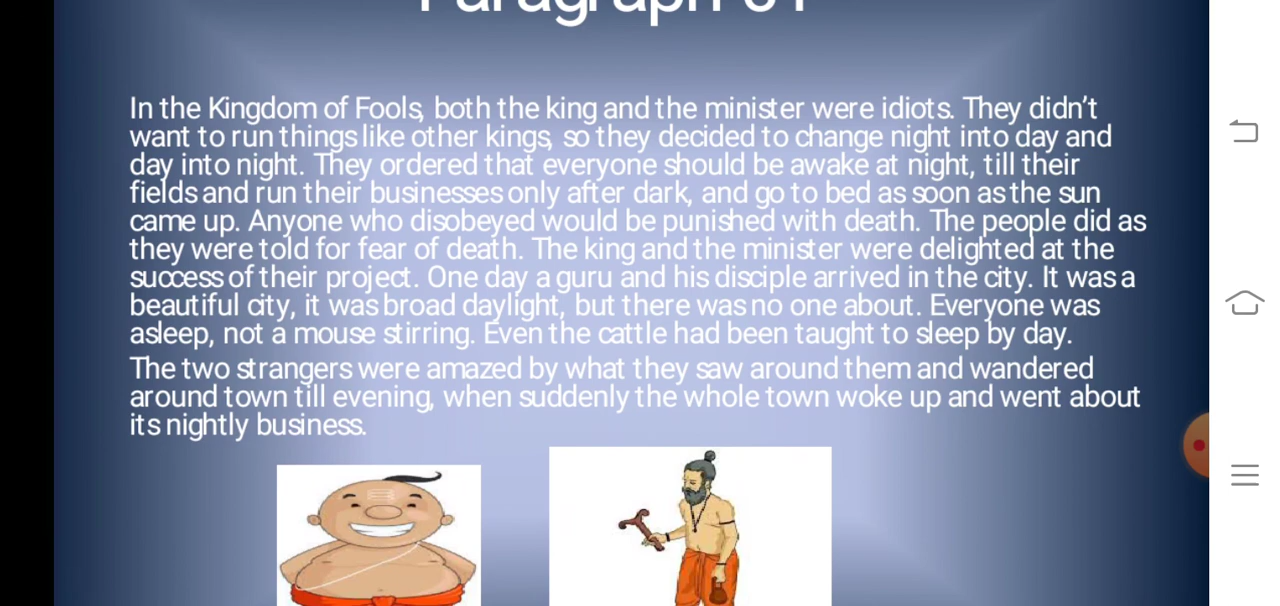 Paragraph 01
In the Kingdom of Fools, both the king and the minister were idiots. They didn’t
want to run things like other kings, so they decided to change night into day and
day into night. They ordered that everyone should be awake at night, till their
fields and run their businesses only after dark, and go to bed as soon as the sun
came up. Anyone who disobeyed would be punished with death. The people did as
they were told for fear of death. The king and the minister were delighted at the
success of their project. One day a guru and his disciple arrived in the city. It was a
beautiful city, it was broad daylight, but there was no one about. Everyone was
asleep, not a mouse stirring. Even the cattle had been taught to sleep by day.
The two strangers were amazed by what they saw around them and wandered
around town till evening, when suddenly the whole town woke up and went about
its nightly business.